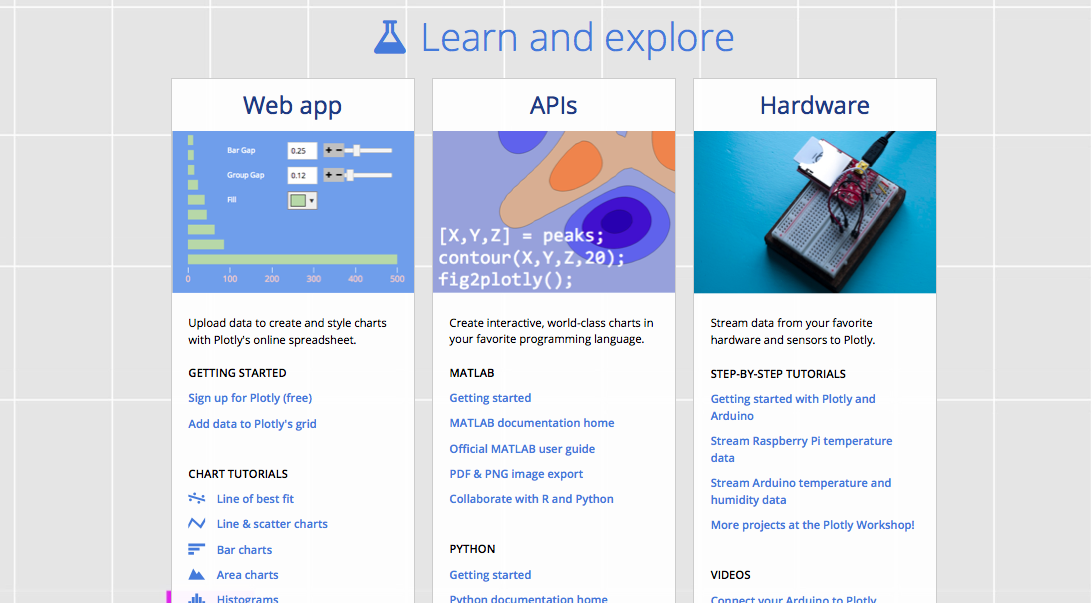 Learn and explore
Web app
Bar Gap
0.25
+ −
Group Gap
0.12
+ −
Fill
0
100
200
300
400
500
Upload data to create and style charts
with Plotly's online spreadsheet.
GETTING STARTED
Sign up for Plotly (free)
Add data to Plotly's grid
CHART TUTORIALS
Line of best fit
Line & scatter charts
Bar charts
Area charts
Histograms
APIs
[X,Y,Z] = peaks;
contour(X,Y,Z,20);
fig2plotly();
Create interactive, world-class charts in
your favorite programming language.
MATLAB
Getting started
MATLAB documentation home
Official MATLAB user guide
PDF & PNG image export
Collaborate with R and Python
PYTHON
Getting started
Python documentation home
Hardware
Stream data from your favorite
hardware and sensors to Plotly.
STEP-BY-STEP TUTORIALS
Getting started with Plotly and
Arduino
Stream Raspberry Pi temperature
data
Stream Arduino temperature and
humidity data
More projects at the Plotly Workshop!
VIDEOS
Connect your Arduino to Plotly